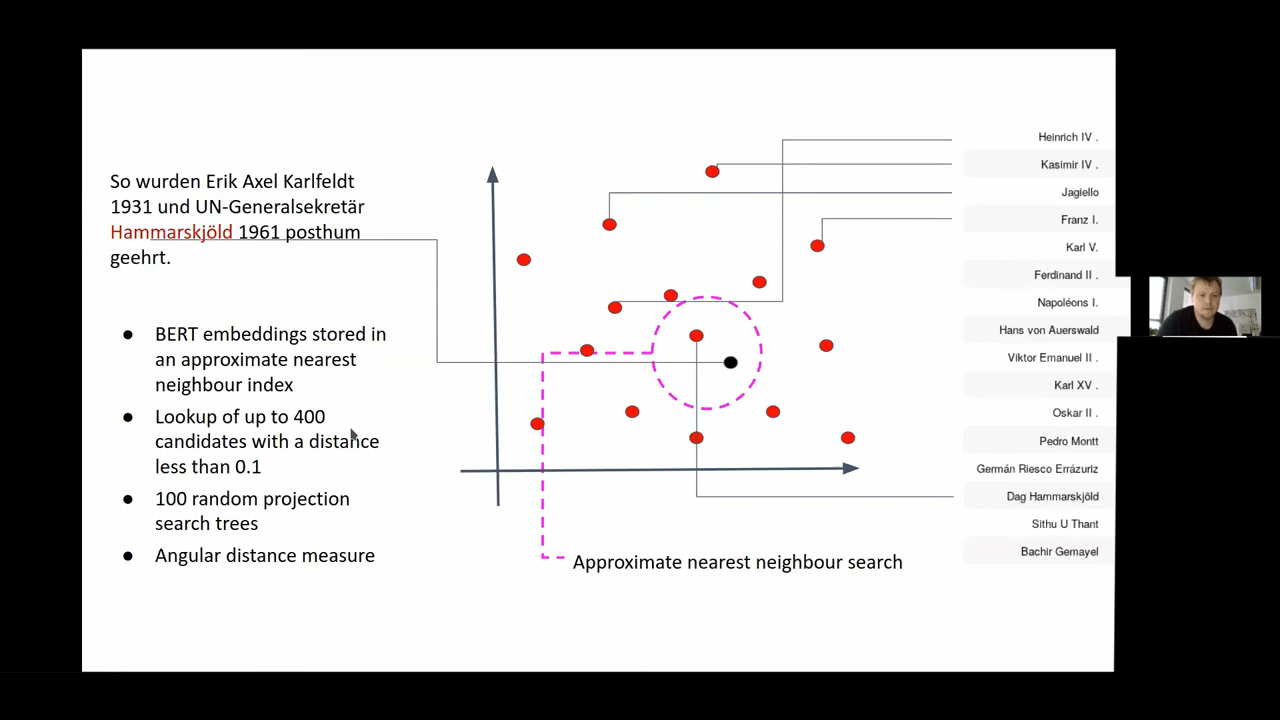 So wurden Erik Axel Karlfeldt
1931 und UN-Generalsekretär
Hammarskjöld 1961 posthum
geehrt.
● BERT embeddings stored in
an approximate nearest
neighbour index
● Lookup of up to 400
candidates with a distance
less than 0.1
● 100 random projection
search trees
● Angular distance measure
Approximate nearest neighbour search
Heinrich IV .
Kasimir IV .
Jagiello
Franz I.
Karl V.
Ferdinand II .
Napoléons I.
Hans von Auerswald
Viktor Emanuel II .
Karl XV .
Oskar II .
Pedro Montt
Germán Riesco Errázuriz
Dag Hammarskjöld
Sithu U Thant
Bachir Gemayel